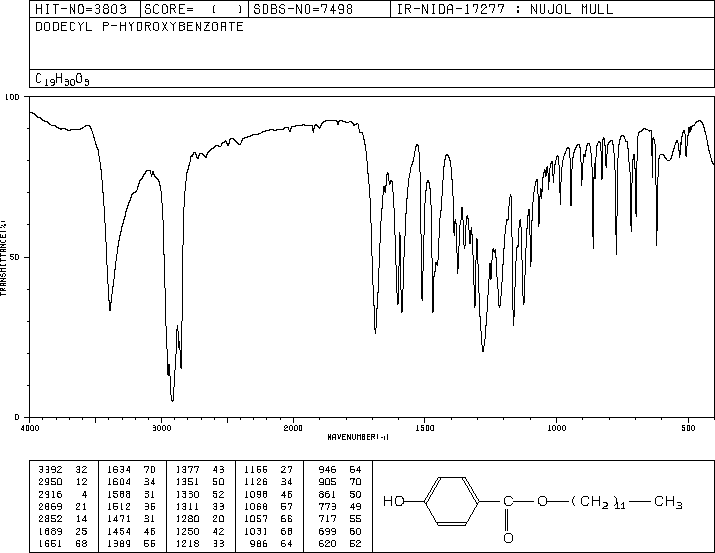 HIT-NO=3803 SCORE= ( ) SDBS-NO=7498 IR-NIDA-17277 : NUJOL MULL
DODECYL P-HYDROXYBENZOATE
C19H30O3
100
50
0
TRANSMITTANCE(%)
4000 3000 2000 1500 1000 500
WAVENUMBER(-1)
3392 32 1634 70 1377 43 1166 27 946 64
2950 12 1604 34 1351 50 1126 34 905 70
2916 4 1588 31 1330 52 1098 46 861 50
2869 21 1512 36 1311 33 1068 57 773 49
2852 14 1471 31 1280 20 1057 66 717 55
1689 25 1454 46 1250 42 1031 68 699 60
1651 68 1389 55 1218 33 986 64 620 52
HO C O (CH2)11 CH3
O